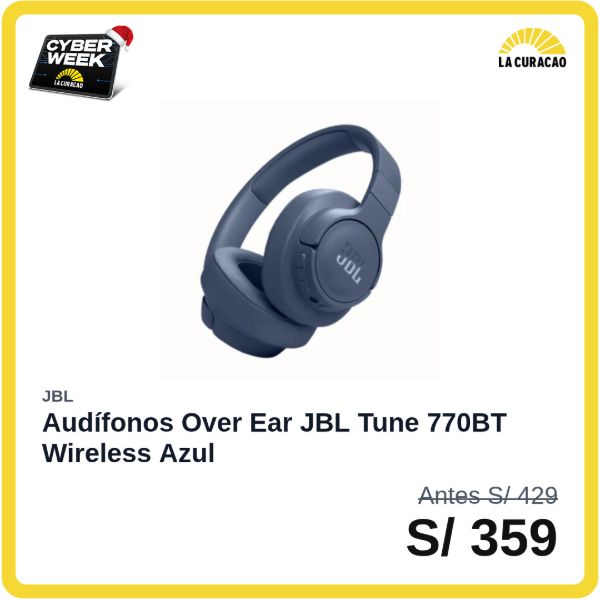 CYBER
WEEK
LA CURACAO
LA CURACAO
JBL
JBL
Audífonos Over Ear JBL Tune 770BT
Wireless Azul
Antes S/ 429
S/ 359